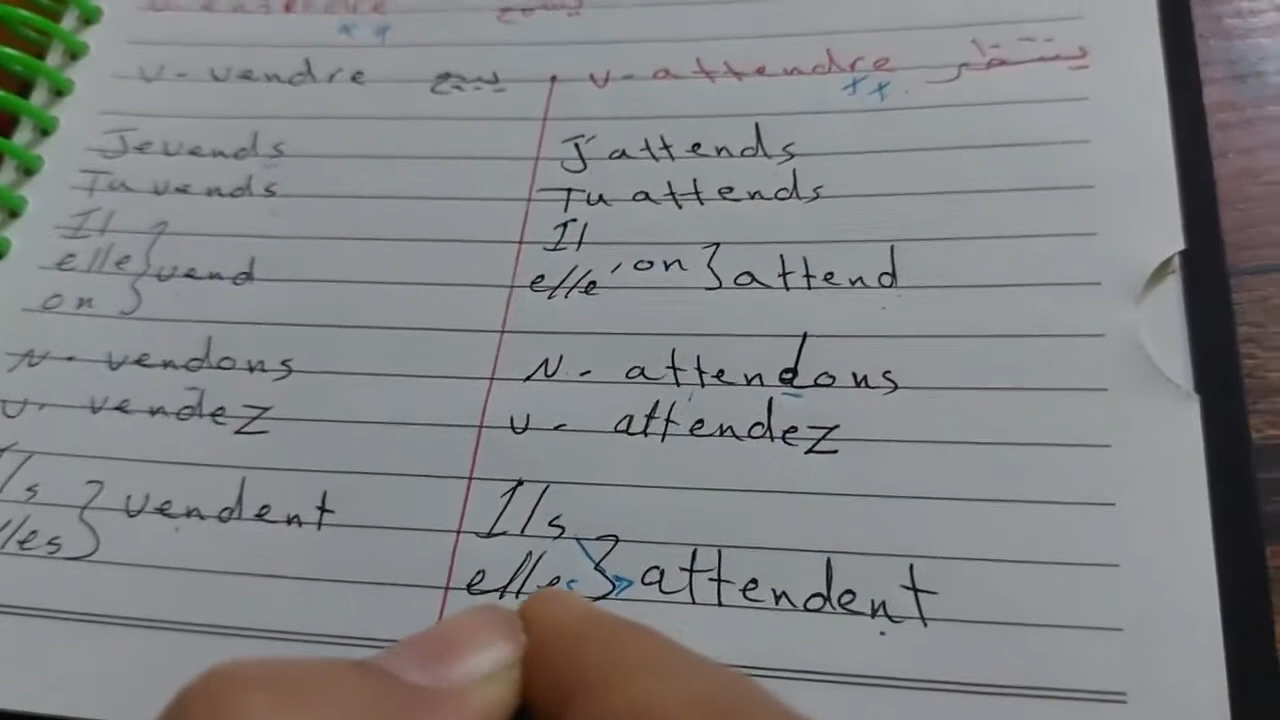 v-vendre يبيع
Je vends
Tu vends
Il
elle } vend
on
N- vendons
v- vendez
Ils
elles } vendent
v-attendre ينتظر
J'attends
Tu attends
Il
elle ' on } attend
N- attendons
v- attendez
Ils
elles } attendent